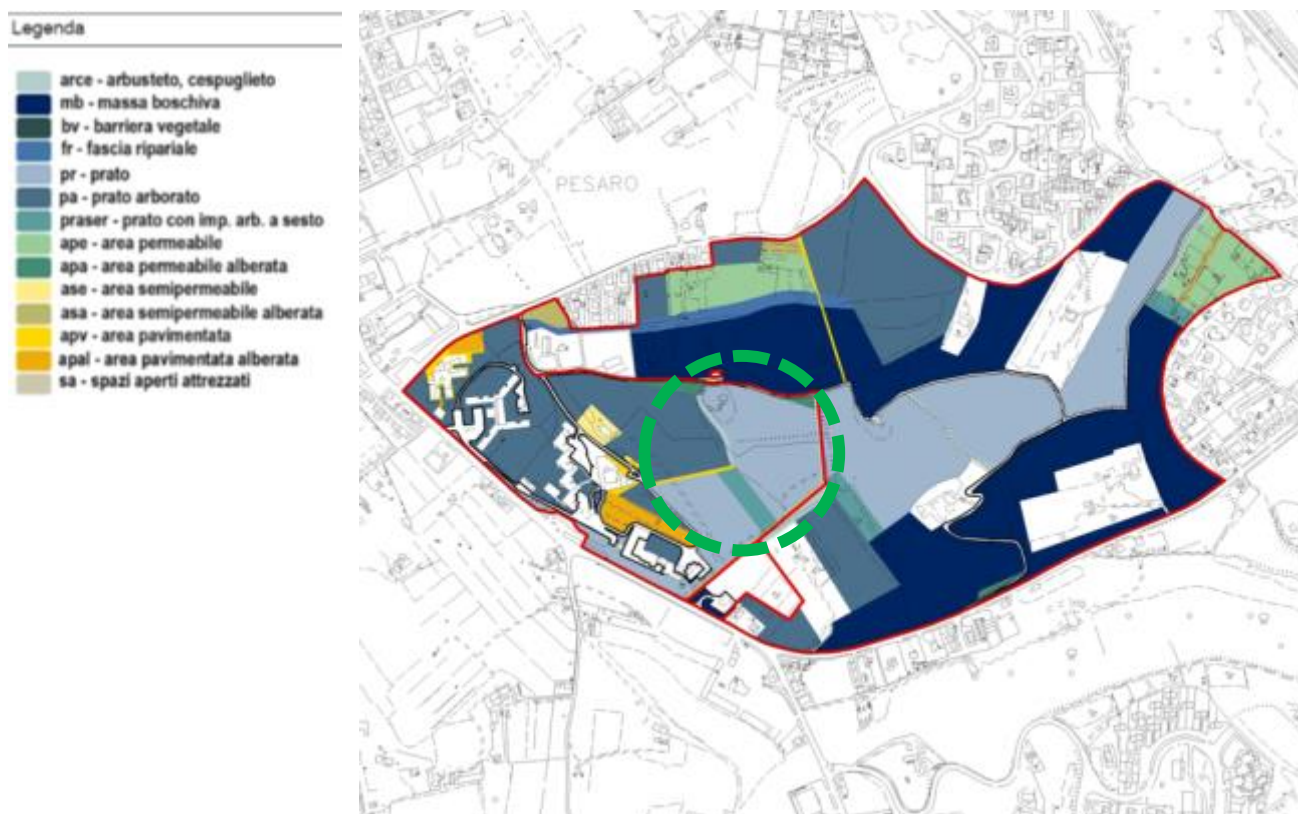 Legenda
arce - arbusteto, cespuglieto
mb - massa boschiva
bv - barriera vegetale
fr - fascia ripariale
pr - prato
pa - prato arborato
praser - prato con imp. arb. a sesto
ape - area permeabile
apa - area permeabile alberata
ase - area semipermeabile
asa - area semipermeabile alberata
apv - area pavimentata
apal - area pavimentata alberata
sa - spazi aperti attrezzati
PESARO